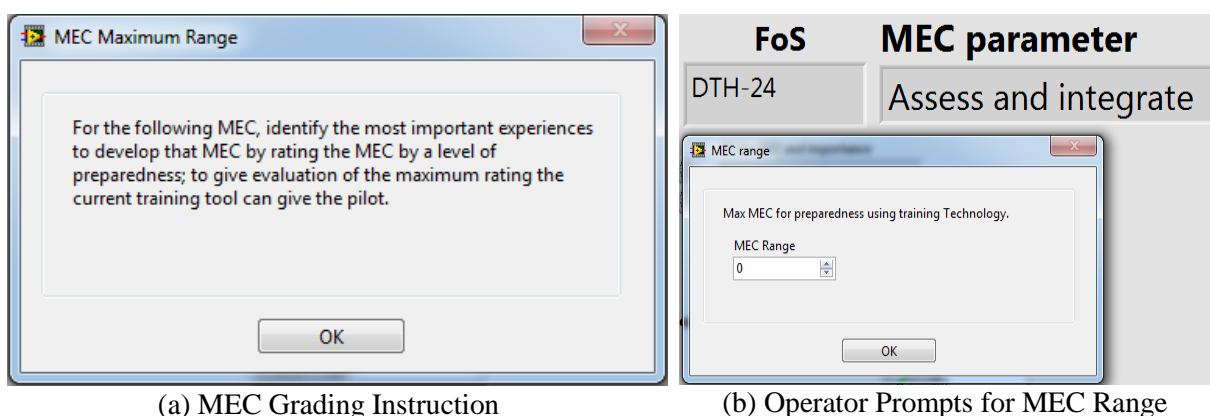 MEC Maximum Range
For the following MEC, identify the most important experiences
to develop that MEC by rating the MEC by a level of
preparedness; to give evaluation of the maximum rating the
current training tool can give the pilot.
OK
(a) MEC Grading Instruction
FoS MEC parameter
DTH-24 Assess and integrate
MEC range
Max MEC for preparedness using training Technology.
MEC Range
0
OK
(b) Operator Prompts for MEC Range